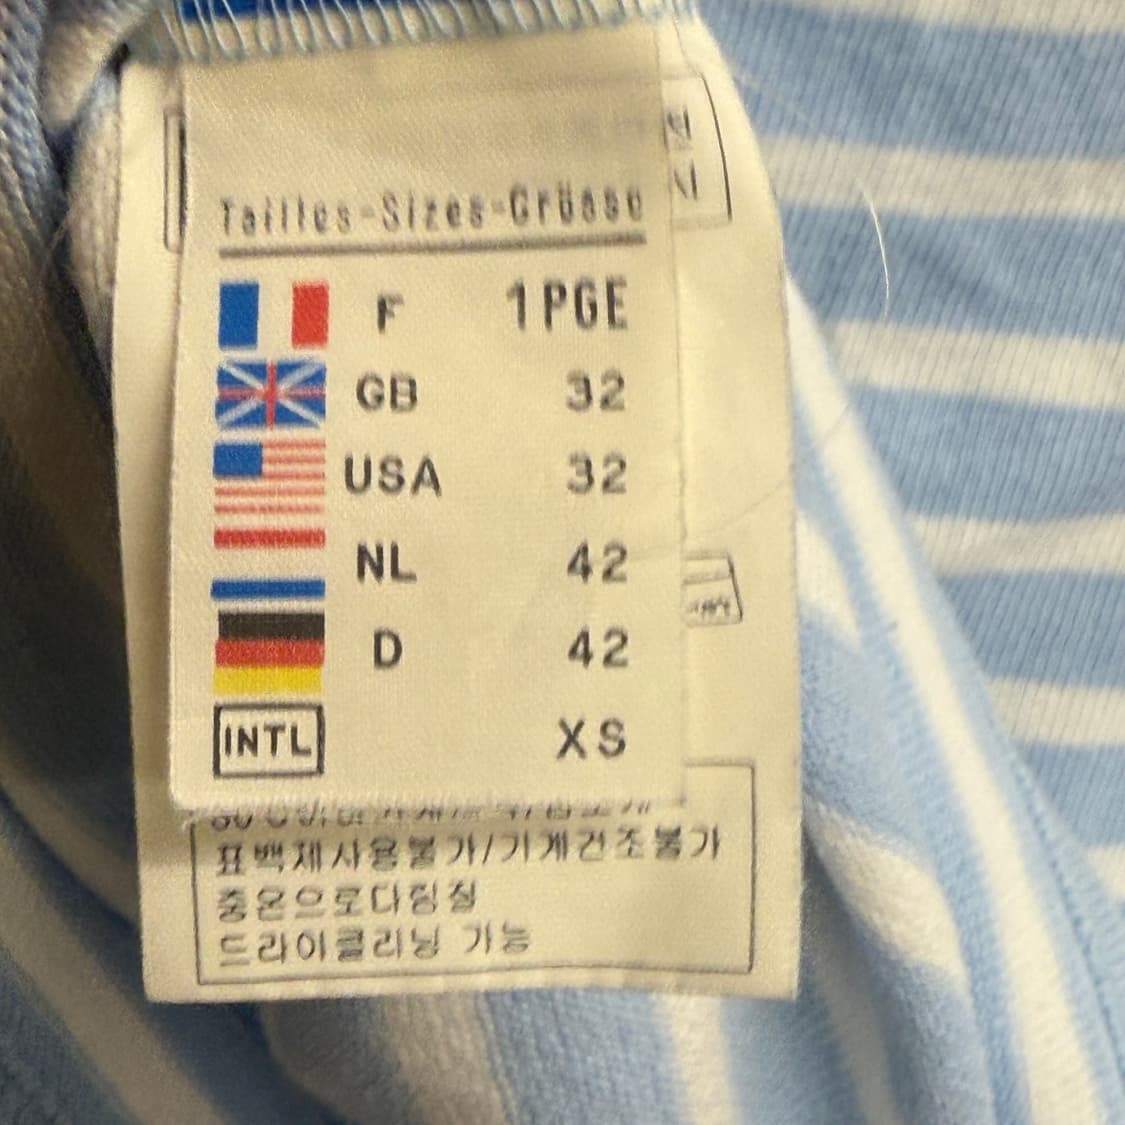 Tailles-Sizes-Grösse
F 1PGE
GB 32
USA 32
NL 42
D 42
INTL XS
표백제사용불가/기계건조불가
중온으로다림질
드라이클리닝 가능